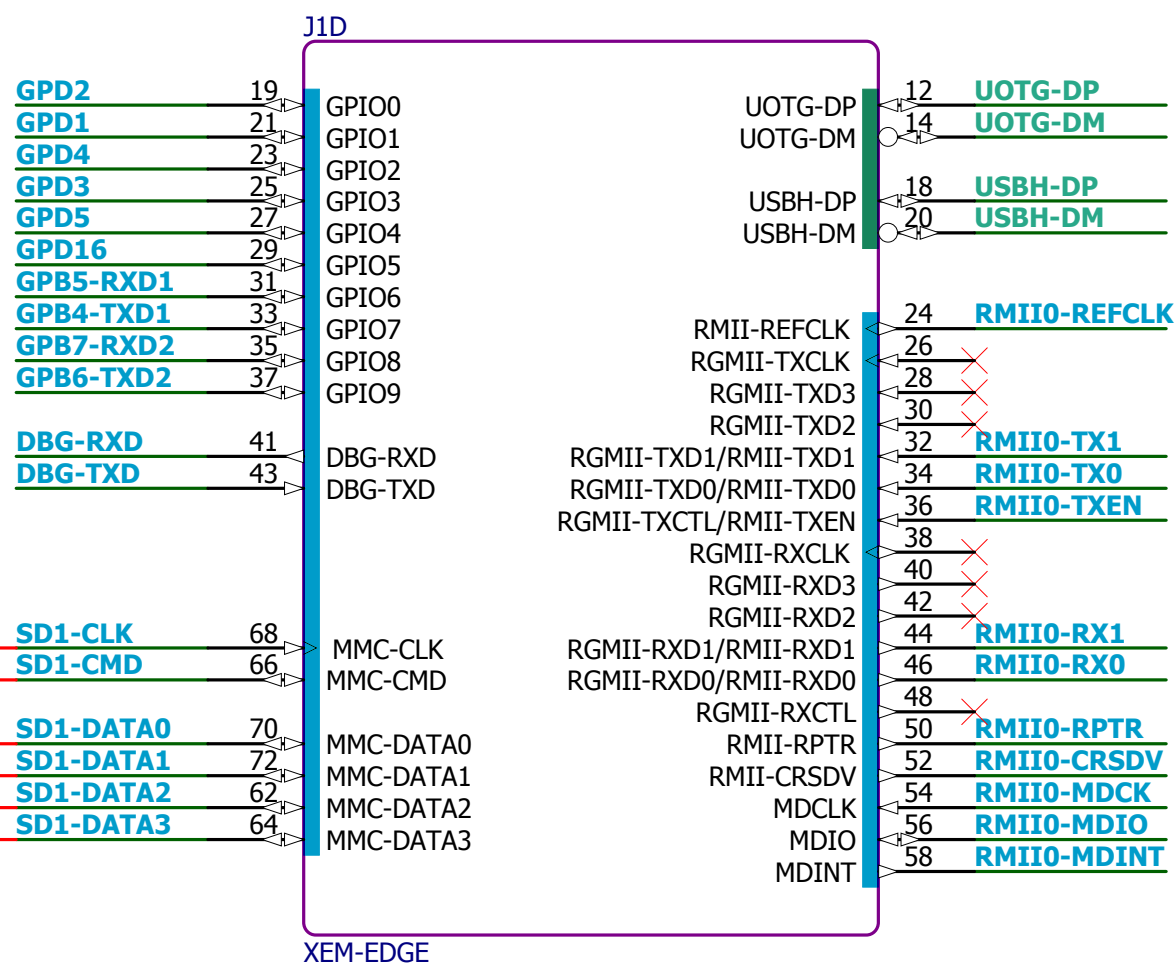 J1D
GPD2 19 GPIO0 UOTG-DP 12 UOTG-DP
GPD1 21 GPIO1 UOTG-DM 14 UOTG-DM
GPD4 23 GPIO2
GPD3 25 GPIO3 USBH-DP 18 USBH-DP
GPD5 27 GPIO4 USBH-DM 20 USBH-DM
GPD16 29 GPIO5
GPB5-RXD1 31 GPIO6
GPB4-TXD1 33 GPIO7 RMII-REFCLK 24 RMII0-REFCLK
GPB7-RXD2 35 GPIO8 RGMII-TXCLK 26
GPB6-TXD2 37 GPIO9 RGMII-TXD3 28
RGMII-TXD2 30
DBG-RXD 41 DBG-RXD RGMII-TXD1/RMII-TXD1 32 RMII0-TX1
DBG-TXD 43 DBG-TXD RGMII-TXD0/RMII-TXD0 34 RMII0-TX0
RGMII-TXCTL/RMII-TXEN 36 RMII0-TXEN
RGMII-RXCLK 38
RGMII-RXD3 40
RGMII-RXD2 42
SD1-CLK 68 MMC-CLK RGMII-RXD1/RMII-RXD1 44 RMII0-RX1
SD1-CMD 66 MMC-CMD RGMII-RXD0/RMII-RXD0 46 RMII0-RX0
RGMII-RXCTL 48
SD1-DATA0 70 MMC-DATA0 RMII-RPTR 50 RMII0-RPTR
SD1-DATA1 72 MMC-DATA1 RMII-CRSDV 52 RMII0-CRSDV
SD1-DATA2 62 MMC-DATA2 MDCLK 54 RMII0-MDCK
SD1-DATA3 64 MMC-DATA3 MDIO 56 RMII0-MDIO
MDINT 58 RMII0-MDINT
XEM-EDGE